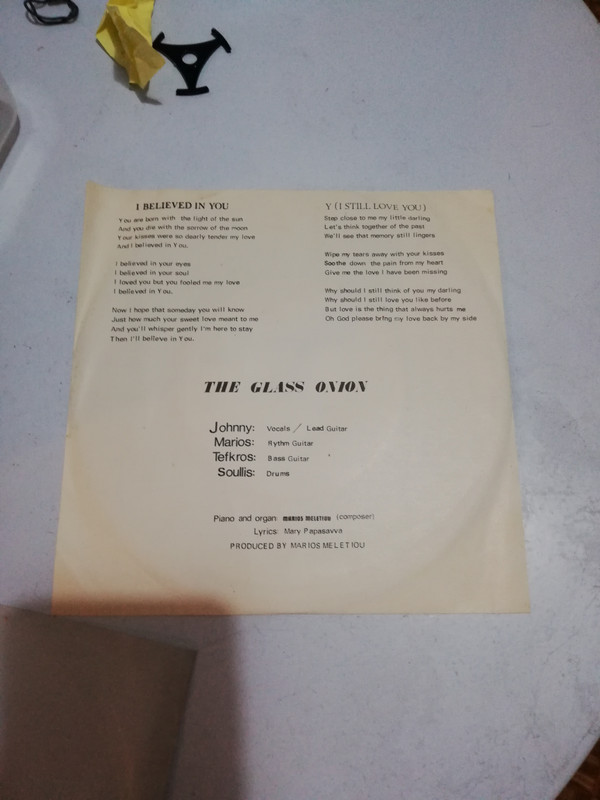 I BELIEVED IN YOU
You are born with the light of the sun
And you die with the sorrow of the moon
Your kisses were so dearly tender my love
And I believed in You.
I believed in your eyes
I believed in your soul
I loved you but you fooled me my love
I believed in You.
Now I hope that someday you will know
Just how much your sweet love meant to me
And you'll whisper gently I'm here to stay
Then I'll believe in You.
Y (I STILL LOVE YOU)
Step close to me my little darling
Let's think together of the past
We'll see that memory still lingers
Wipe my tears away with your kisses
Soothe down the pain from my heart
Give me the love I have been missing
Why should I still think of you my darling
Why should I still love you like before
But love is the thing that always hurts me
Oh God please bring my love back by my side
THE GLASS ONION
Johnny: Vocals / Lead Guitar
Marios: Rythm Guitar
Tefkros: Bass Guitar
Soullis: Drums
Piano and organ: MARIOS MELETIOU (composer)
Lyrics: Mary Papasavva
PRODUCED BY MARIOS MELETIOU